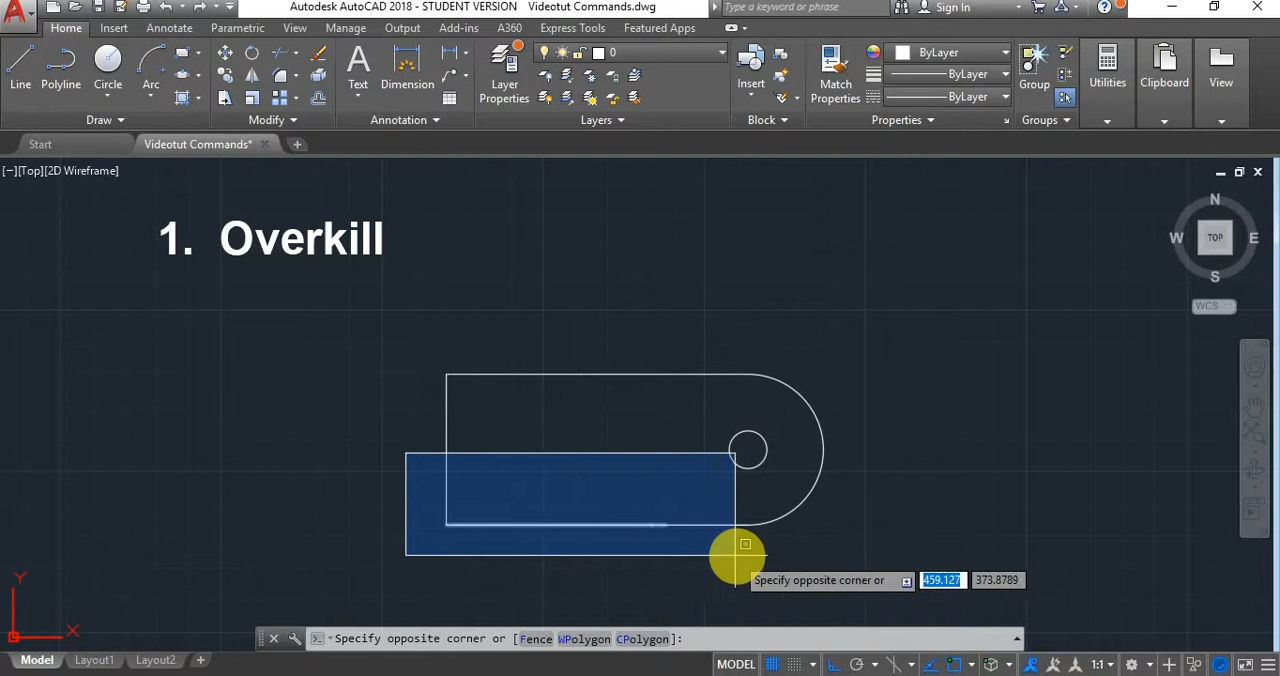 Autodesk AutoCAD 2018 - STUDENT VERSION Videotut Commands.dwg
Type a keyword or phrase
Sign In
Home Insert Annotate Parametric View Manage Output Add-ins A360 Express Tools Featured Apps
Line Polyline Circle Arc
Text Dimension
Layer Properties
0
Insert
Match Properties
ByLayer
ByLayer
ByLayer
Group
Utilities Clipboard View
Draw Modify Annotation Layers Block Properties Groups
Start Videotut Commands*
[−][Top][2D Wireframe]
1. Overkill
N
W TOP E
S
WCS
Specify opposite corner or 459.127 373.8789
Y
X
Specify opposite corner or [Fence WPolygon CPolygon]:
Model Layout1 Layout2
MODEL 1:1